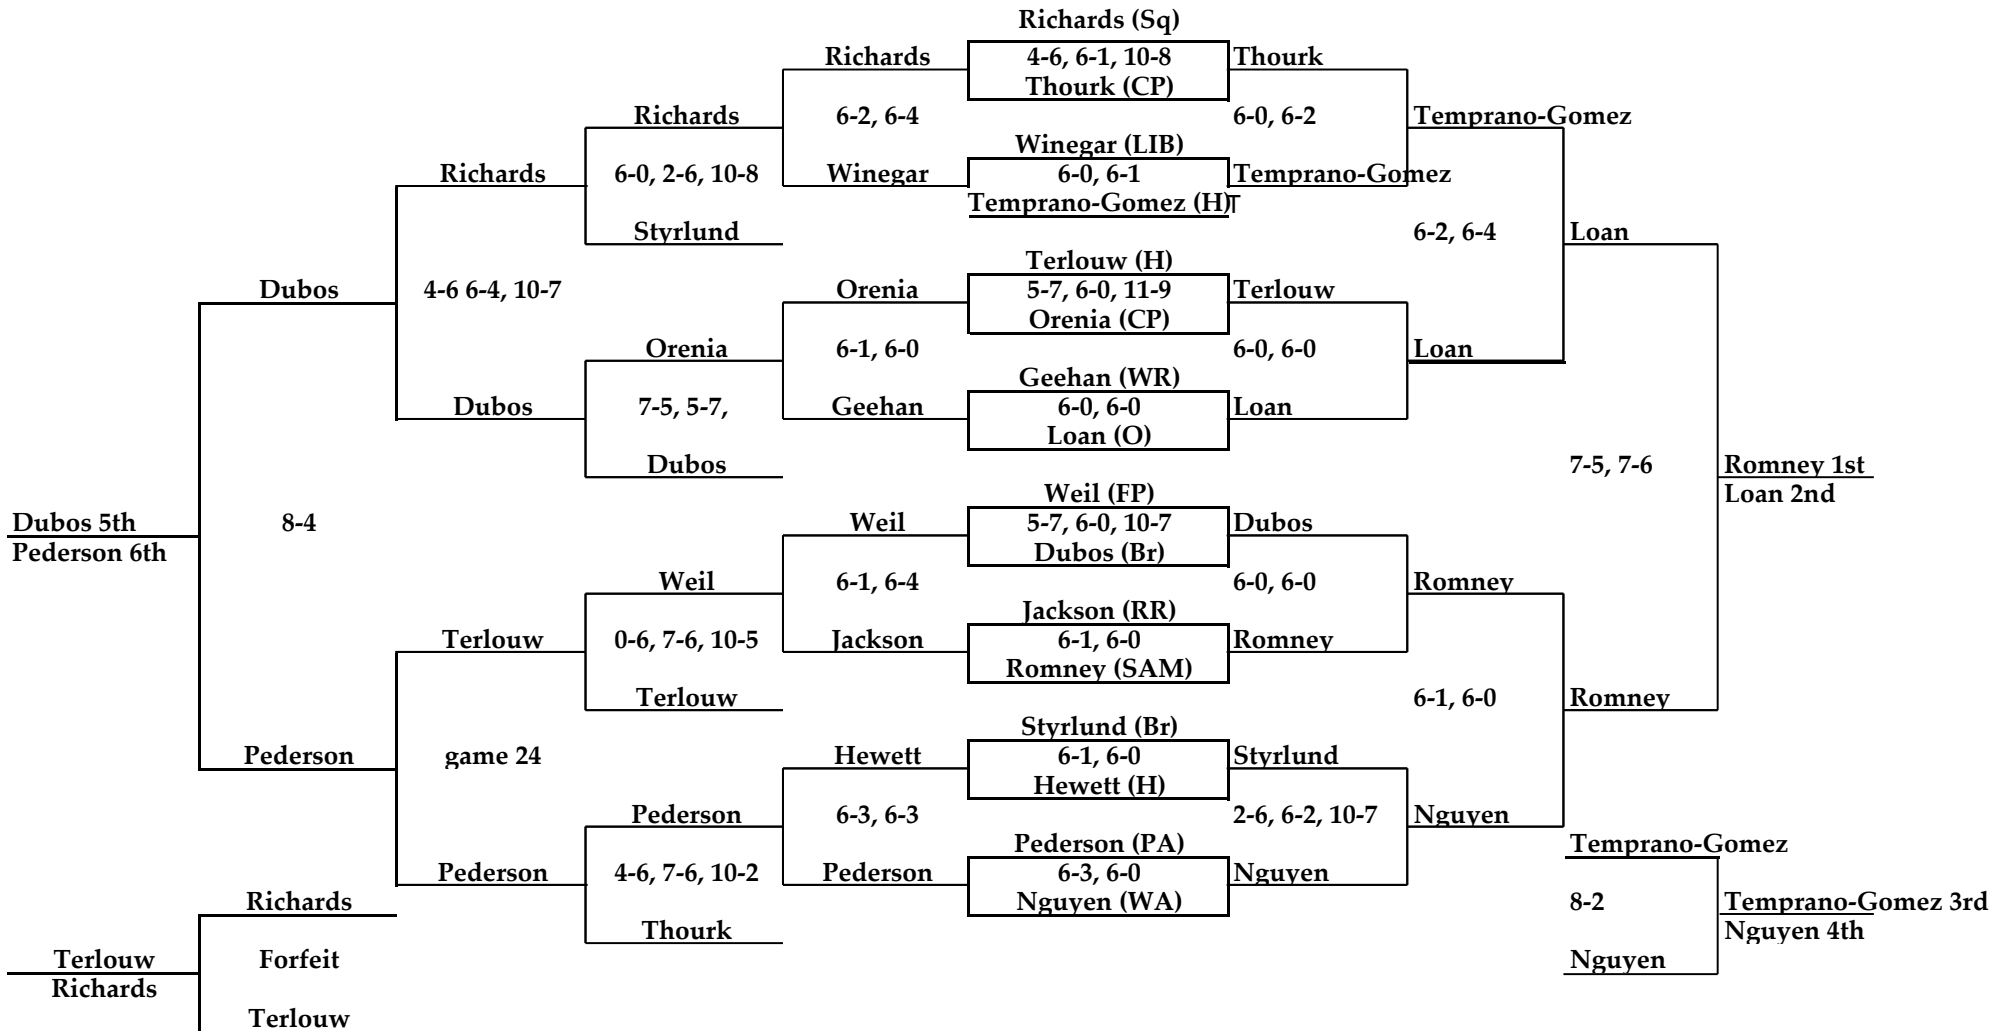 Richards (Sq)
Richards 4-6, 6-1, 10-8 Thourk
Thourk (CP)
Richards 6-2, 6-4 6-0, 6-2 Temprano-Gomez
Winegar (LIB)
Richards 6-0, 2-6, 10-8 Winegar 6-0, 6-1 Temprano-Gomez
Temprano-Gomez (H)T
Styrlund 6-2, 6-4 Loan
Terlouw (H)
Dubos 4-6 6-4, 10-7 Orenia 5-7, 6-0, 11-9 Terlouw
Orenia (CP)
Orenia 6-1, 6-0 6-0, 6-0 Loan
Geehan (WR)
Dubos 7-5, 5-7, Geehan 6-0, 6-0 Loan
Loan (O)
Dubos 7-5, 7-6 Romney 1st
Weil (FP) Loan 2nd
Dubos 5th 8-4 Weil 5-7, 6-0, 10-7 Dubos
Pederson 6th Dubos (Br)
Weil 6-1, 6-4 6-0, 6-0 Romney
Jackson (RR)
Terlouw 0-6, 7-6, 10-5 Jackson 6-1, 6-0 Romney
Romney (SAM)
Terlouw 6-1, 6-0 Romney
Styrlund (Br)
Pederson game 24 Hewett 6-1, 6-0 Styrlund
Hewett (H)
Pederson 6-3, 6-3 2-6, 6-2, 10-7 Nguyen
Pederson (PA) Temprano-Gomez
Pederson 4-6, 7-6, 10-2 Pederson 6-3, 6-0 Nguyen
Richards Nguyen (WA) 8-2 Temprano-Gomez 3rd
Thourk Nguyen 4th
Terlouw Forfeit Nguyen
Richards
Terlouw